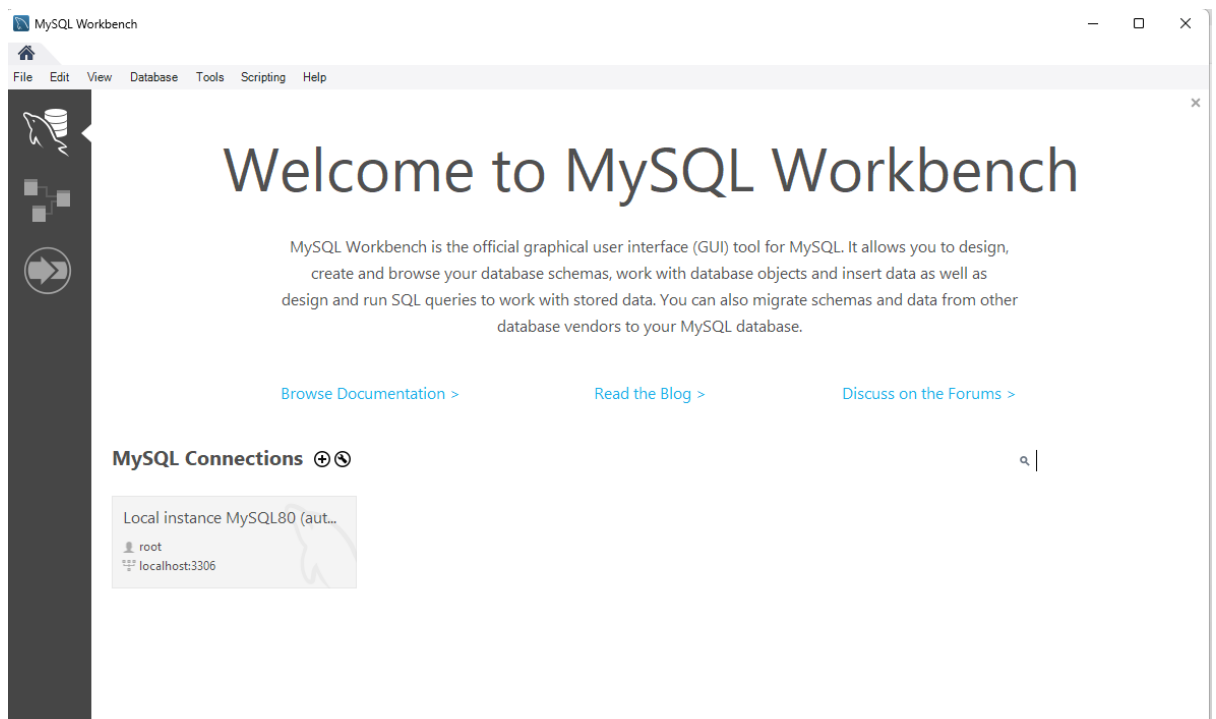 MySQL Workbench
File Edit View Database Tools Scripting Help
Welcome to MySQL Workbench
MySQL Workbench is the official graphical user interface (GUI) tool for MySQL. It allows you to design,
create and browse your database schemas, work with database objects and insert data as well as
design and run SQL queries to work with stored data. You can also migrate schemas and data from other
database vendors to your MySQL database.
Browse Documentation > Read the Blog > Discuss on the Forums >
MySQL Connections
Local instance MySQL80 (aut...
root
localhost:3306